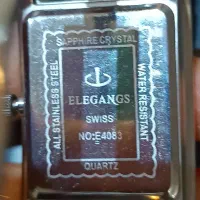 SAPPHIRE CRYSTAL
ALL STAINLESS STEEL
WATER RESISTANT
ELEGANGS
SWISS
NO:E4083
QUARTZ